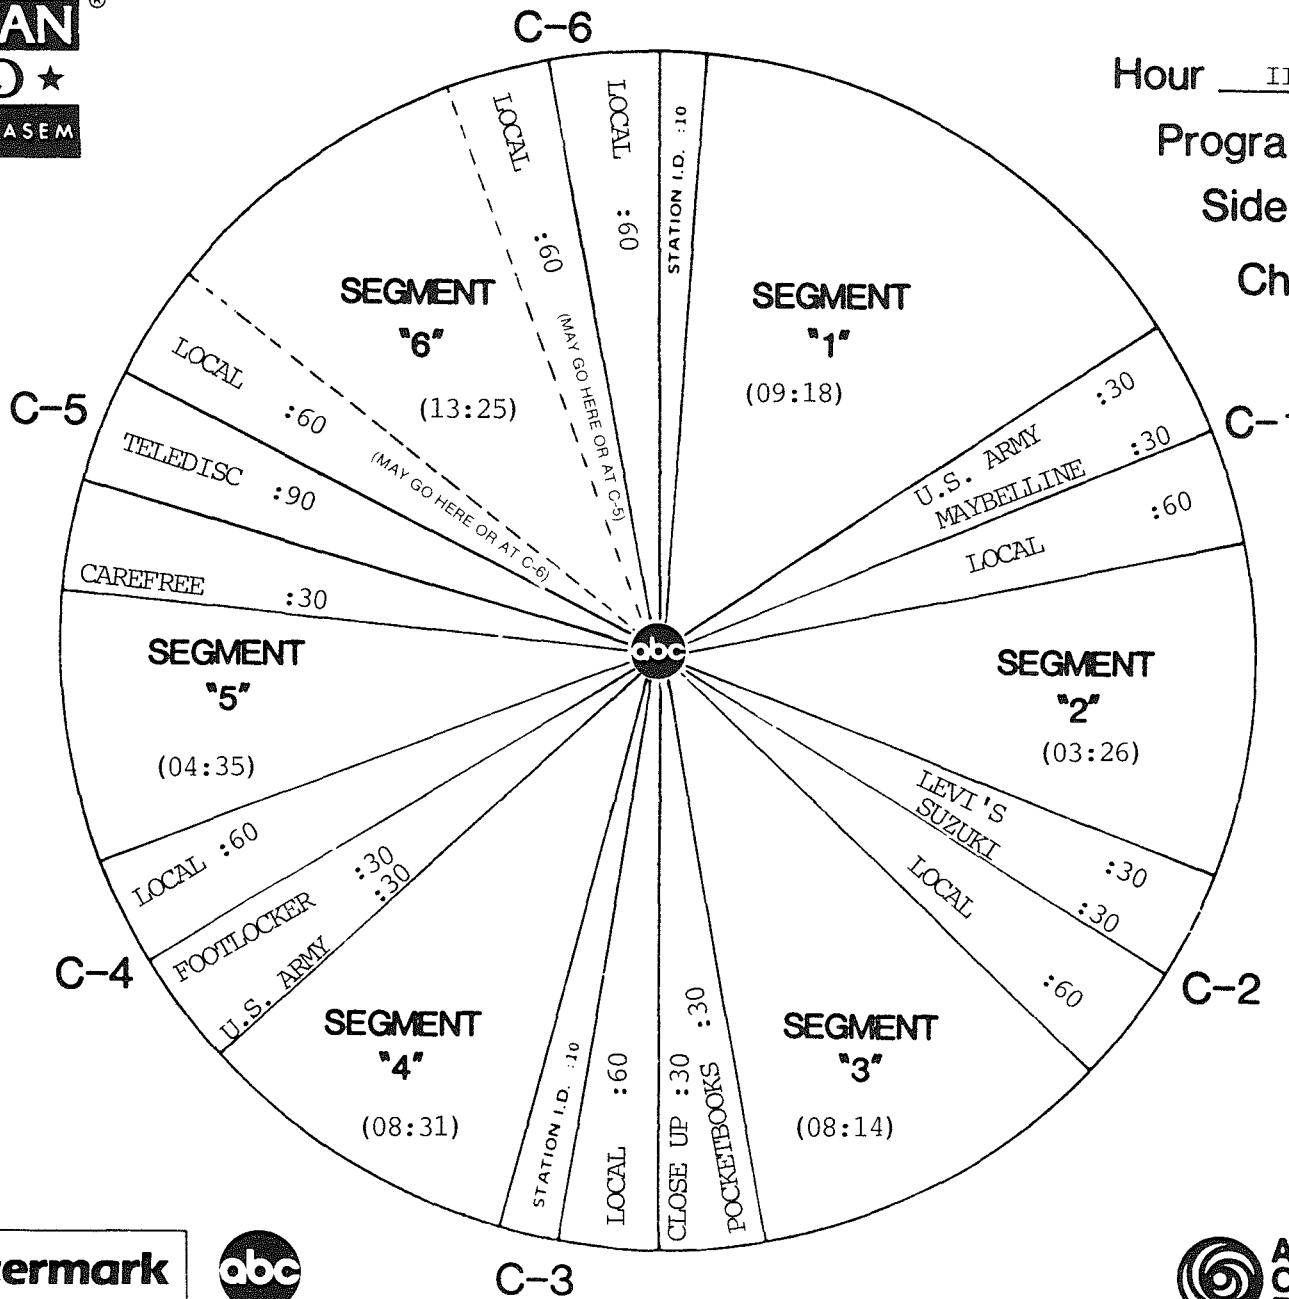 ®
AN
O ★
ASEM
Hour II
Progra
Side
Ch
C-6
LOCAL :60
STATION I.D. :10
SEGMENT
"1"
(09:18)
C-1
U.S. ARMY :30
MAYBELLINE :30
LOCAL :60
SEGMENT
"2"
(03:26)
C-2
LEVI'S :30
SUZUKI :30
LOCAL :60
SEGMENT
"3"
(08:14)
C-3
POCKETBOOKS :30
CLOSE UP :30
LOCAL :60
STATION I.D. :10
SEGMENT
"4"
(08:31)
C-4
U.S. ARMY :30
FOOTLOCKER :30
LOCAL :60
SEGMENT
"5"
(04:35)
C-5
CAREFREE :30
TELEDISC :90
LOCAL :60
(MAY GO HERE OR AT C-6)
SEGMENT
"6"
(13:25)
LOCAL :60
(MAY GO HERE OR AT C-5)
abc
termark
abc